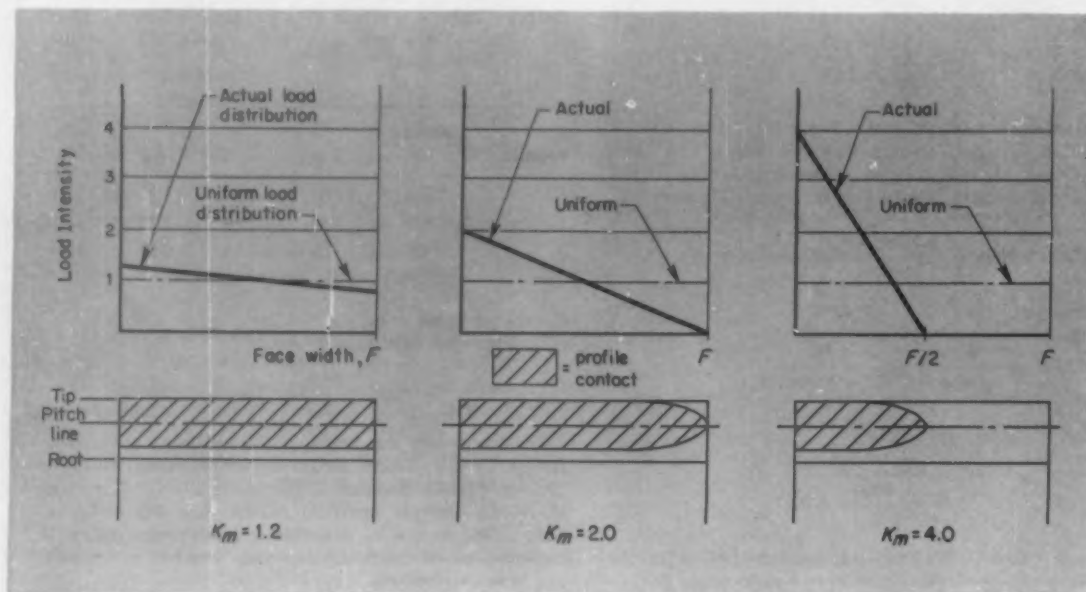 Actual load
distribution
Actual
Actual
Load Intensity
4
3
2
1
Uniform load
distribution
Uniform
Uniform
Face width, F
F
F/2
F
= profile
contact
Tip
Pitch
line
Root
Km = 1.2
Km = 2.0
Km = 4.0